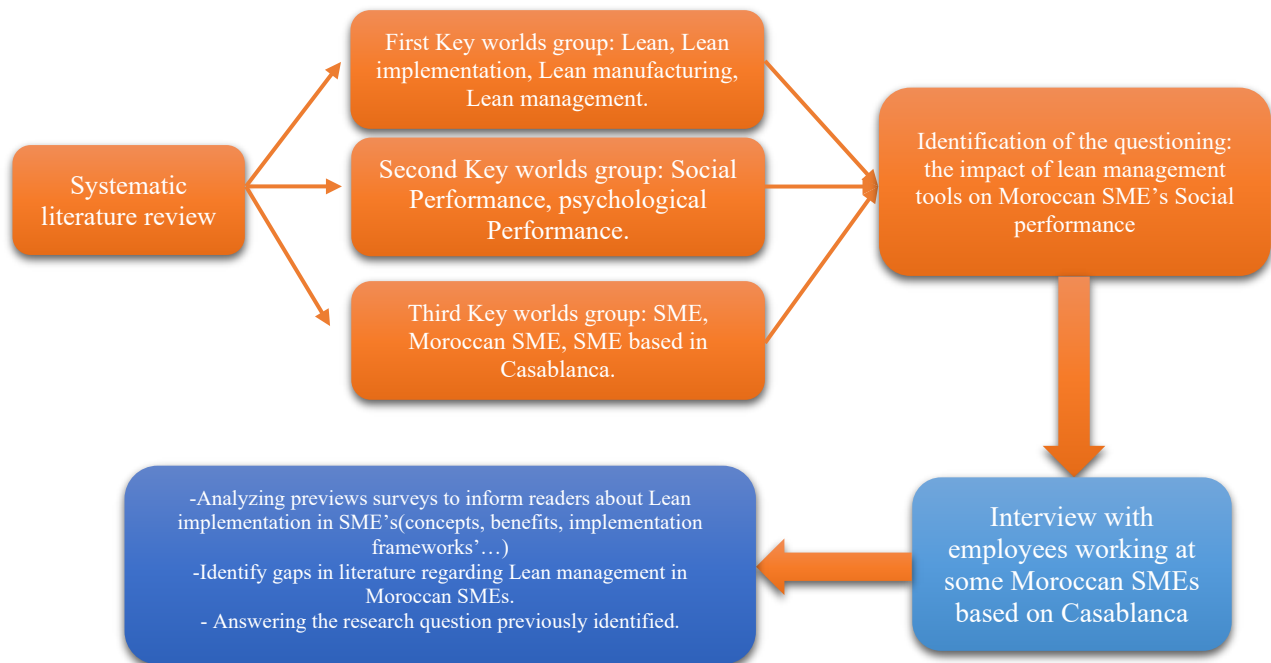 Systematic
literature review
First Key worlds group: Lean, Lean
implementation, Lean manufacturing,
Lean management.
Second Key worlds group: Social
Performance, psychological
Performance.
Third Key worlds group: SME,
Moroccan SME, SME based in
Casablanca.
Identification of the questioning:
the impact of lean management
tools on Moroccan SME’s Social
performance
Interview with
employees working at
some Moroccan SMEs
based on Casablanca
-Analyzing previews surveys to inform readers about Lean
implementation in SME’s(concepts, benefits, implementation
frameworks’…)
-Identify gaps in literature regarding Lean management in
Moroccan SMEs.
- Answering the research question previously identified.